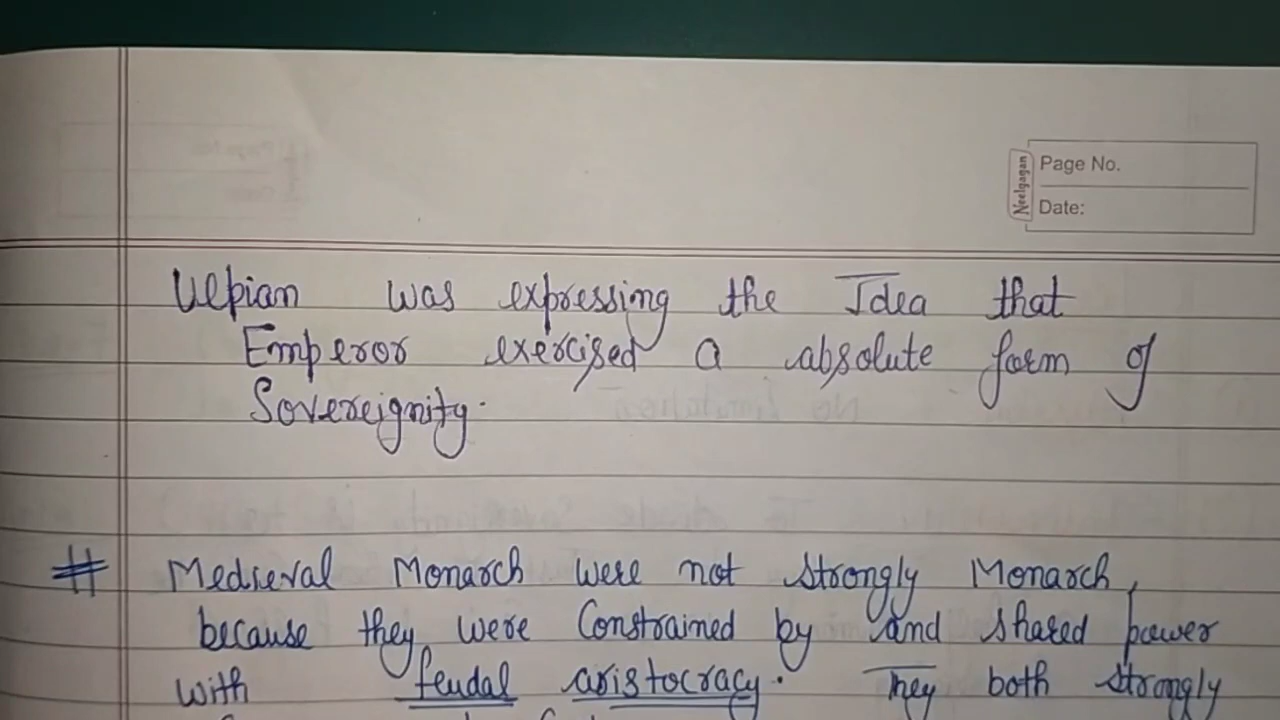 Neelgagan
Page No.
Date:
Ulpian was expressing the Idea that
Emperor exercised a absolute form of
Sovereignity.
# Medieval Monarch were not strongly Monarch,
because they were Constrained by and shared power
with feudal aristocracy. They both strongly